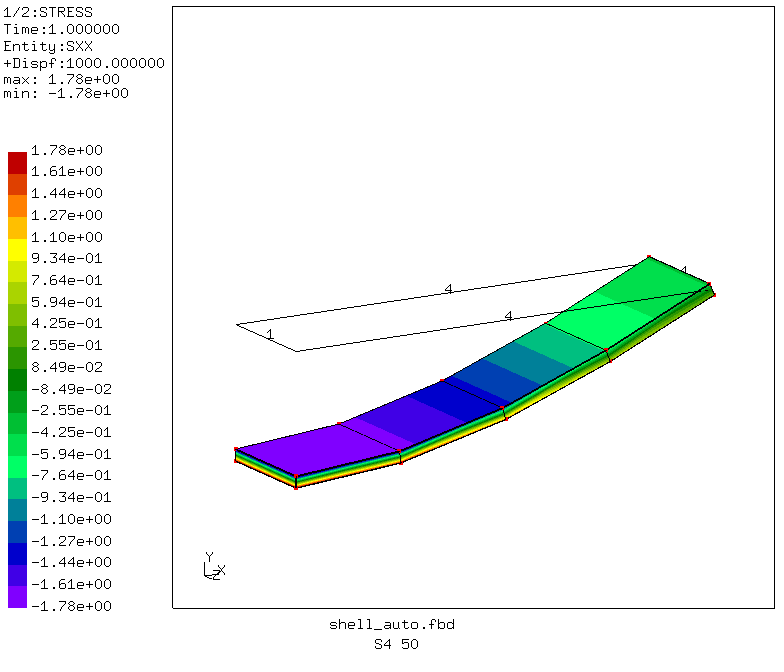 1/2:STRESS
Time:1.000000
Entity:SXX
+Dispf:1000.000000
max: 1.78e+00
min: -1.78e+00
1.78e+00
1.61e+00
1.44e+00
1.27e+00
1.10e+00
9.34e-01
7.64e-01
5.94e-01
4.25e-01
2.55e-01
8.49e-02
-8.49e-02
-2.55e-01
-4.25e-01
-5.94e-01
-7.64e-01
-9.34e-01
-1.10e+00
-1.27e+00
-1.44e+00
-1.61e+00
-1.78e+00
4
4
4
1
Y
X
Z
shell_auto.fbd
S4 50